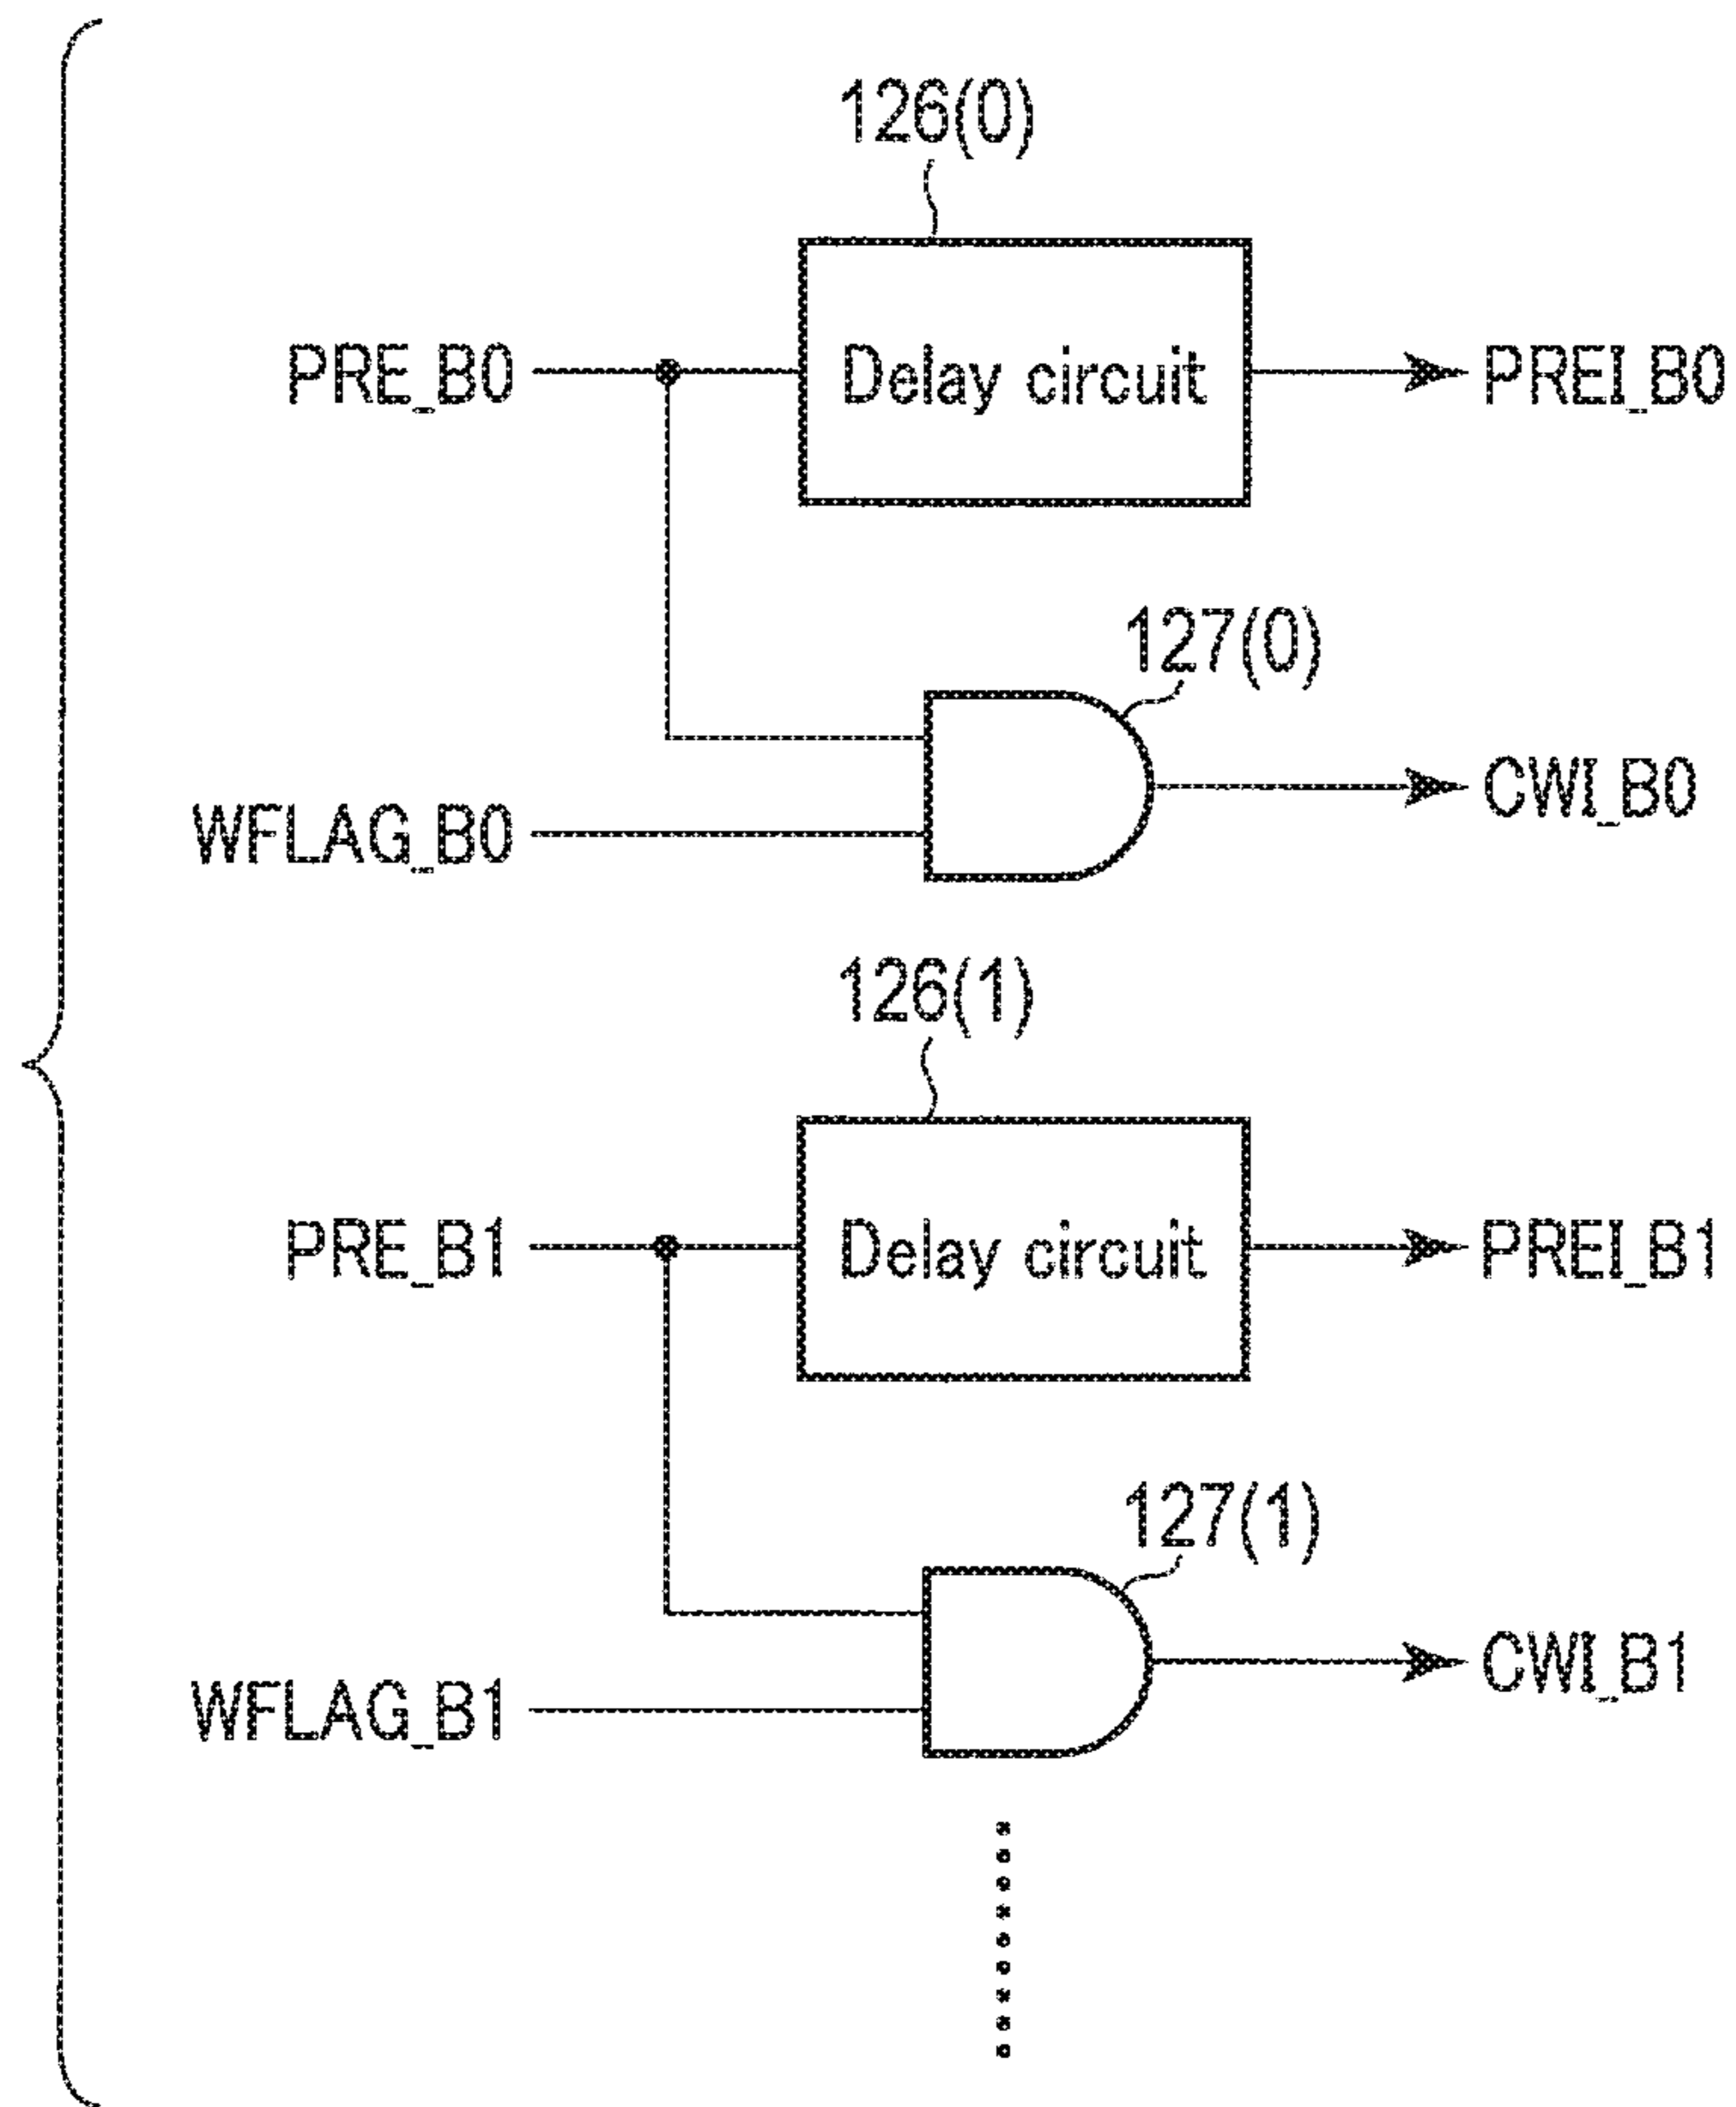 126(0)
PRE_B0
Delay circuit
PREI_B0
127(0)
WFLAG_B0
CWI_B0
126(1)
PRE_B1
Delay circuit
PREI_B1
127(1)
WFLAG_B1
CWI_B1